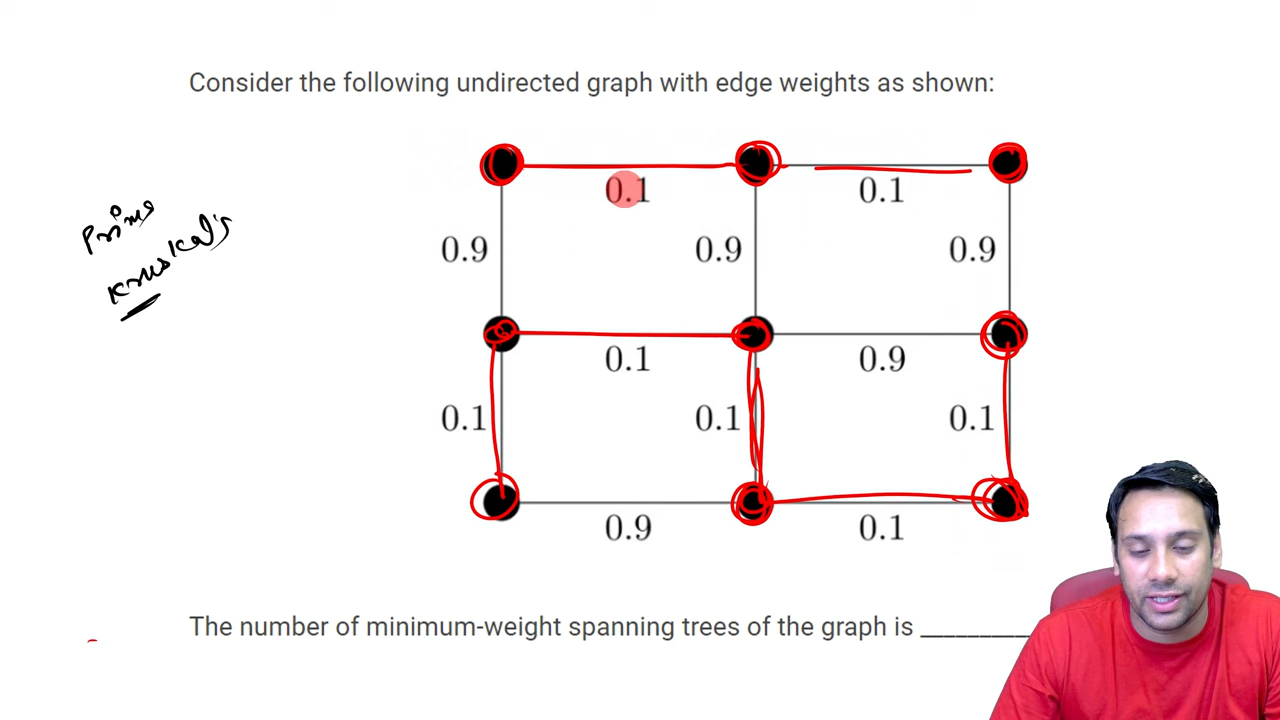 Consider the following undirected graph with edge weights as shown:
0.1 0.1
0.9 0.9 0.9
Prims
Kruskal's
0.1 0.9
0.1 0.1 0.1
0.9 0.1
The number of minimum-weight spanning trees of the graph is ________